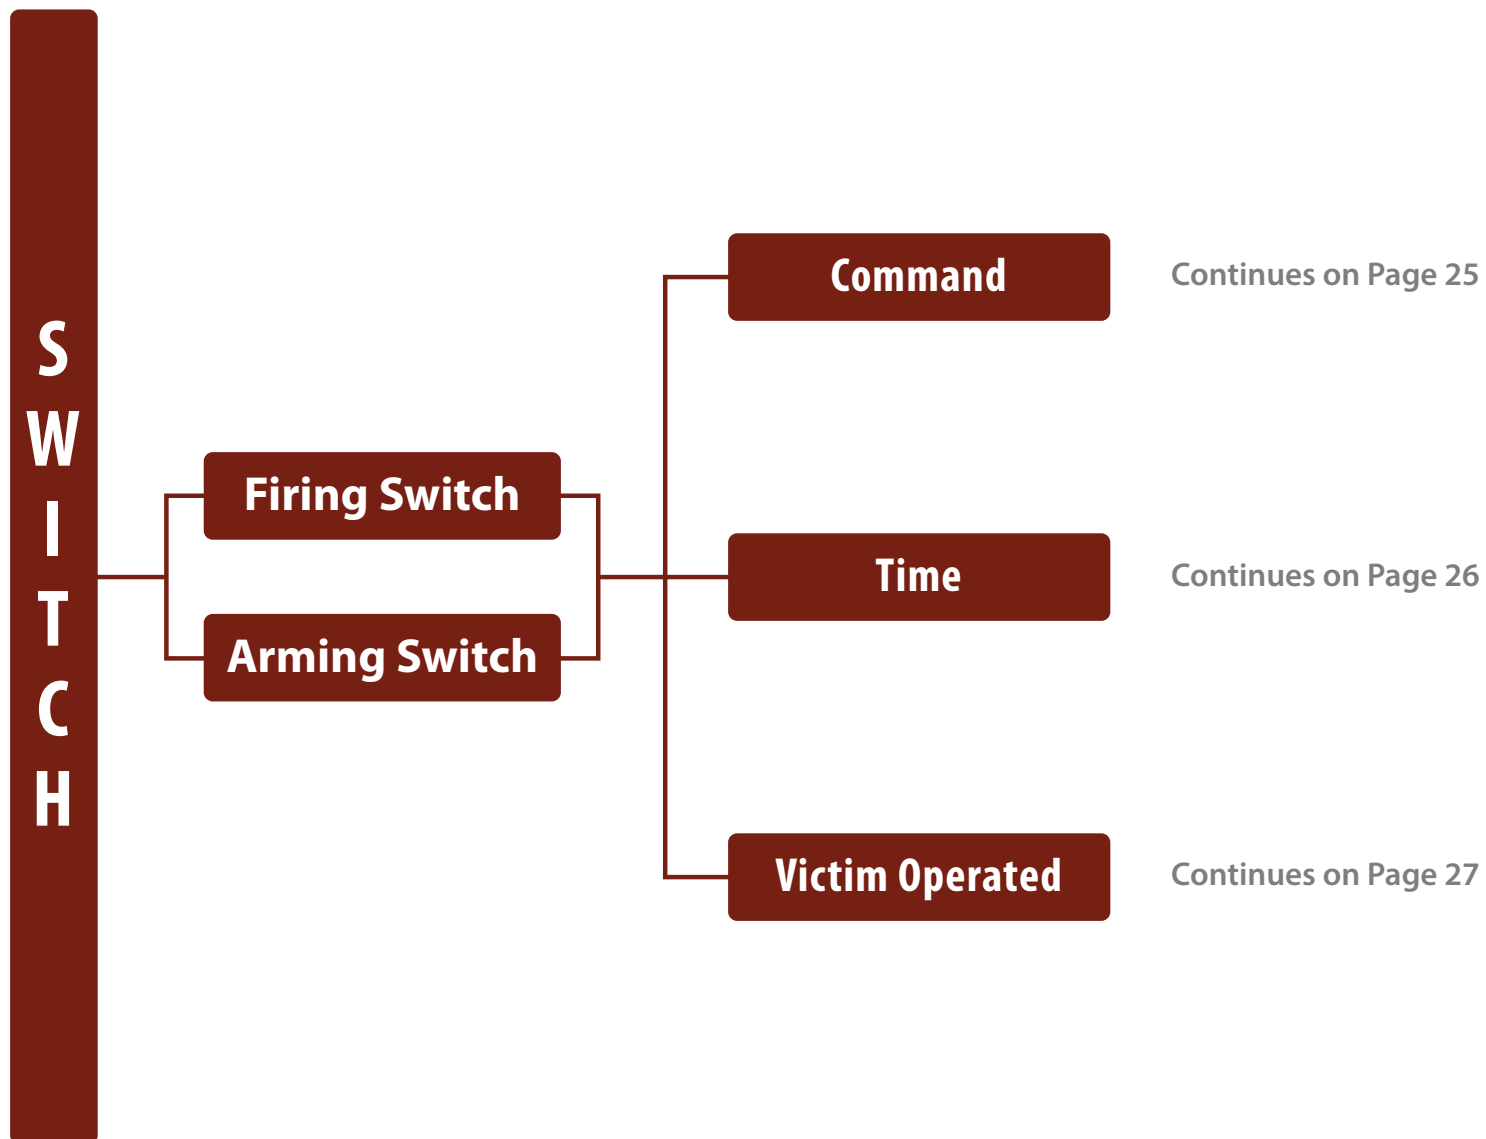 SWITCH
Firing Switch
Arming Switch
Command
Continues on Page 25
Time
Continues on Page 26
Victim Operated
Continues on Page 27